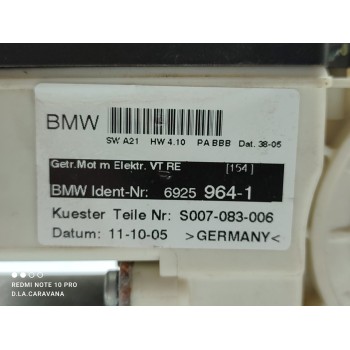 BMW
SW A21 HW 4.10 PA BBB Dat. 38-05
Getr.Mot m Elektr. VT RE [154]
BMW Ident-Nr: 6925 964-1
Kuester Teile Nr: S007-083-006
Datum: 11-10-05 >GERMANY<
REDMI NOTE 10 PRO
D.LA.CARAVANA